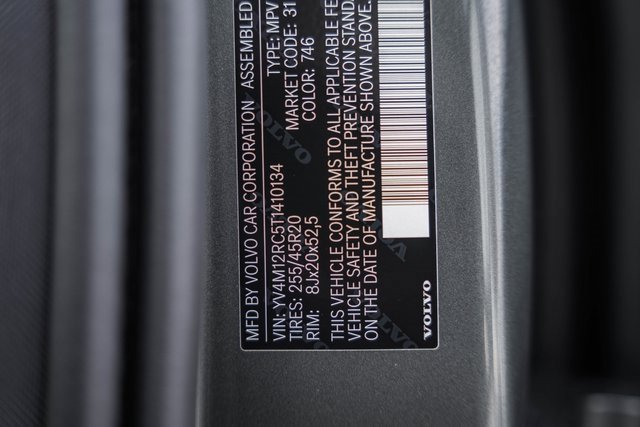 MFD BY VOLVO CAR CORPORATION ASSEMBLED
VIN: YV4M12RC5T1410134 TYPE: MPV
TIRES: 255/45R20 MARKET CODE: 31
RIM: 8Jx20x52,5 COLOR: 746
THIS VEHICLE CONFORMS TO ALL APPLICABLE FE
VEHICLE SAFETY AND THEFT PREVENTION STAND
ON THE DATE OF MANUFACTURE SHOWN ABOVE.
VOLVO